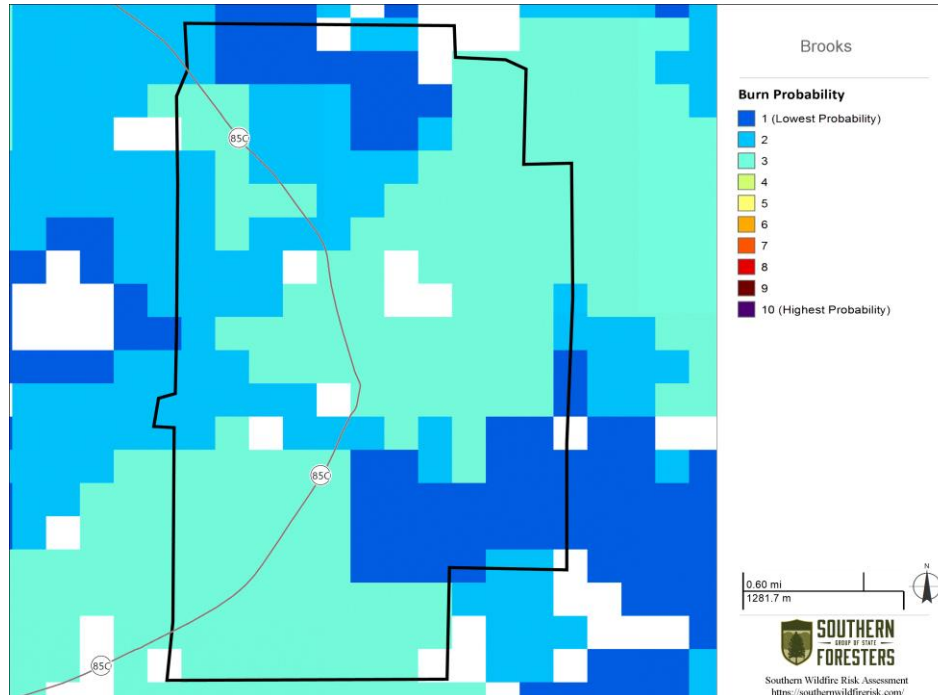 Brooks
Burn Probability
1 (Lowest Probability)
2
3
4
5
6
7
8
9
10 (Highest Probability)
85C
85C
85C
0.60 mi
1281.7 m
N
SOUTHERN
GROUP OF STATE
FORESTERS
Southern Wildfire Risk Assessment
https://southernwildfirerisk.com/